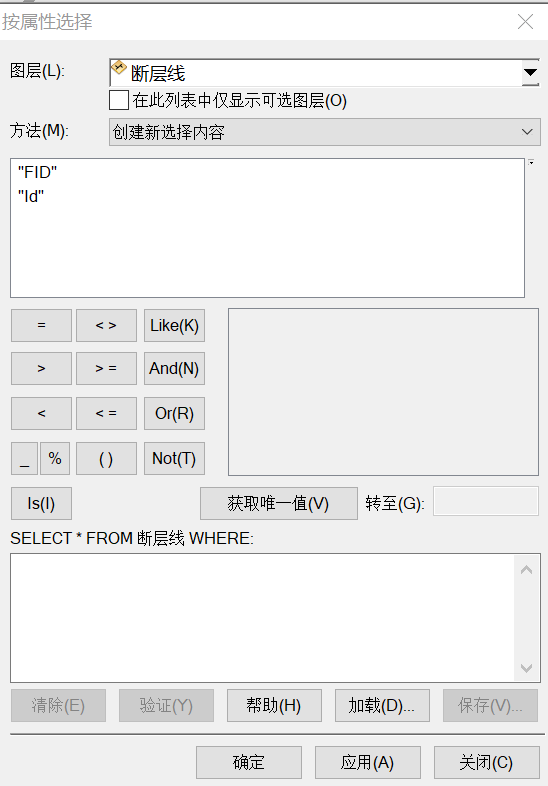 按属性选择
图层(L):
断层线
在此列表中仅显示可选图层(O)
方法(M):
创建新选择内容
"FID"
"Id"
= < > Like(K)
> > = And(N)
< < = Or(R)
_ % ( ) Not(T)
Is(I) 获取唯一值(V) 转至(G):
SELECT * FROM 断层线 WHERE:
清除(E) 验证(Y) 帮助(H) 加载(D)... 保存(V)...
确定 应用(A) 关闭(C)